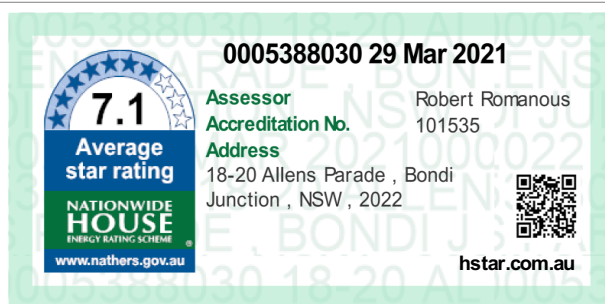 0005388030 29 Mar 2021
7.1
Average
star rating
NATIONWIDE
HOUSE
ENERGY RATING SCHEME
®
www.nathers.gov.au
Assessor Robert Romanous
Accreditation No. 101535
Address
18-20 Allens Parade , Bondi
Junction , NSW , 2022
hstar.com.au